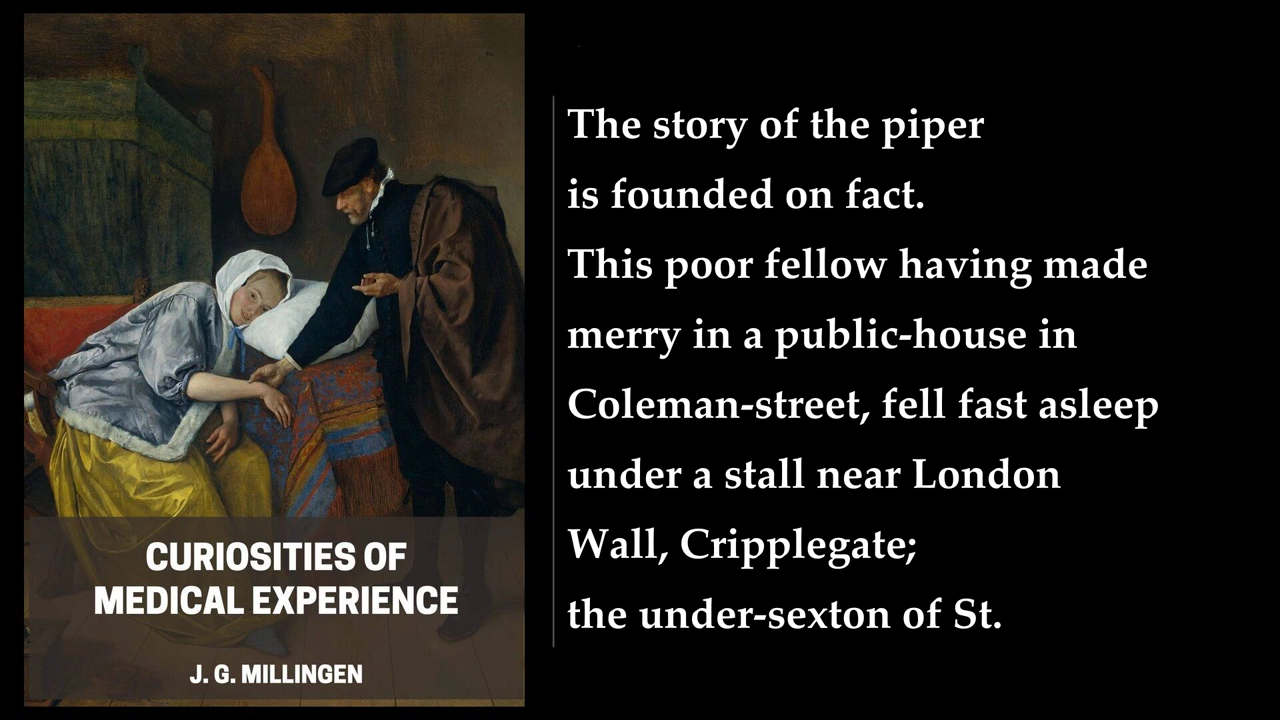 CURIOSITIES OF
MEDICAL EXPERIENCE
J. G. MILLINGEN
The story of the piper
is founded on fact.
This poor fellow having made
merry in a public-house in
Coleman-street, fell fast asleep
under a stall near London
Wall, Cripplegate;
the under-sexton of St.